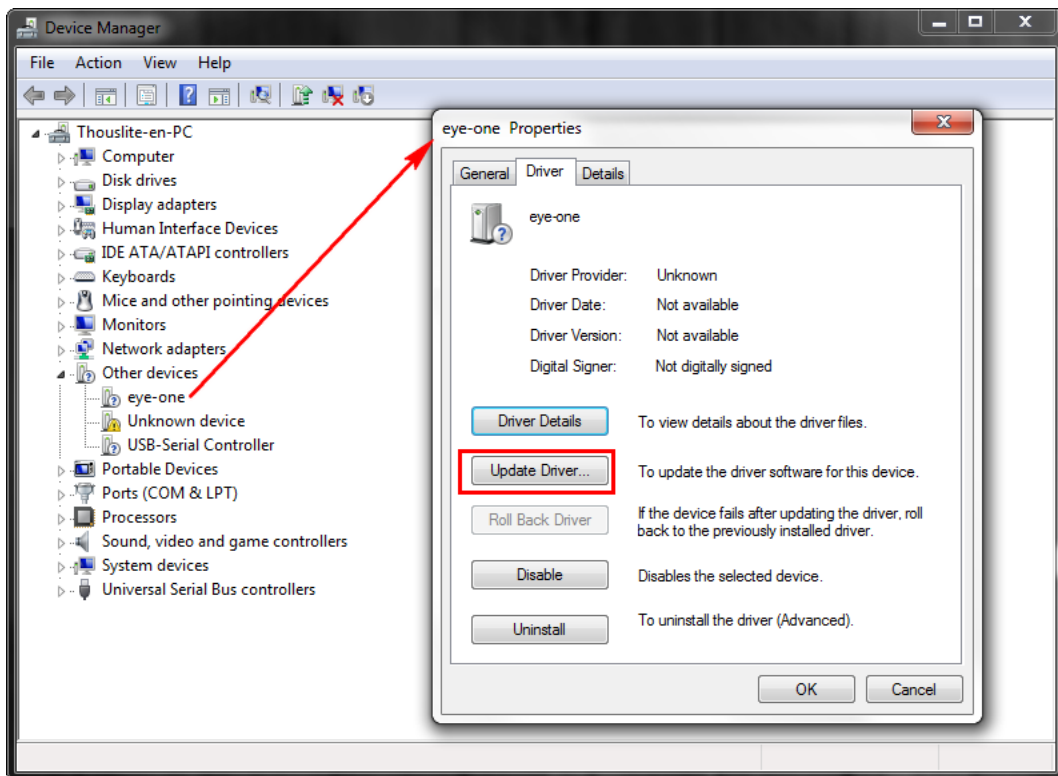 Device Manager
File Action View Help
Thouslite-en-PC
Computer
Disk drives
Display adapters
Human Interface Devices
IDE ATA/ATAPI controllers
Keyboards
Mice and other pointing devices
Monitors
Network adapters
Other devices
eye-one
Unknown device
USB-Serial Controller
Portable Devices
Ports (COM & LPT)
Processors
Sound, video and game controllers
System devices
Universal Serial Bus controllers
eye-one Properties
General Driver Details
eye-one
Driver Provider: Unknown
Driver Date: Not available
Driver Version: Not available
Digital Signer: Not digitally signed
Driver Details To view details about the driver files.
Update Driver... To update the driver software for this device.
Roll Back Driver If the device fails after updating the driver, roll
back to the previously installed driver.
Disable Disables the selected device.
Uninstall To uninstall the driver (Advanced).
OK Cancel